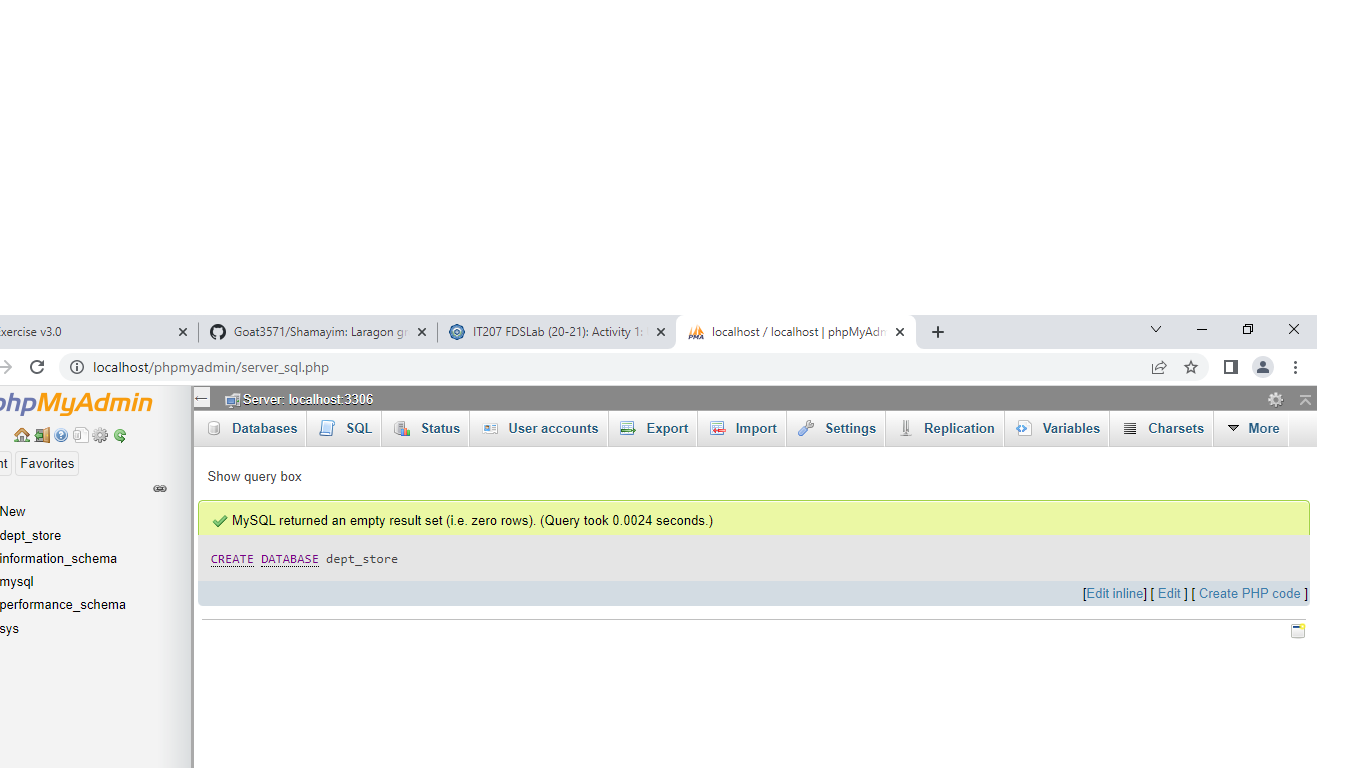 xercise v3.0
Goat3571/Shamayim: Laragon gr
IT207 FDSLab (20-21): Activity 1:
localhost / localhost | phpMyAdm
localhost/phpmyadmin/server_sql.php
phpMyAdmin
Server: localhost:3306
Databases
SQL
Status
User accounts
Export
Import
Settings
Replication
Variables
Charsets
More
nt
Favorites
New
dept_store
information_schema
mysql
performance_schema
sys
Show query box
MySQL returned an empty result set (i.e. zero rows). (Query took 0.0024 seconds.)
CREATE DATABASE dept_store
[Edit inline] [ Edit ] [ Create PHP code ]